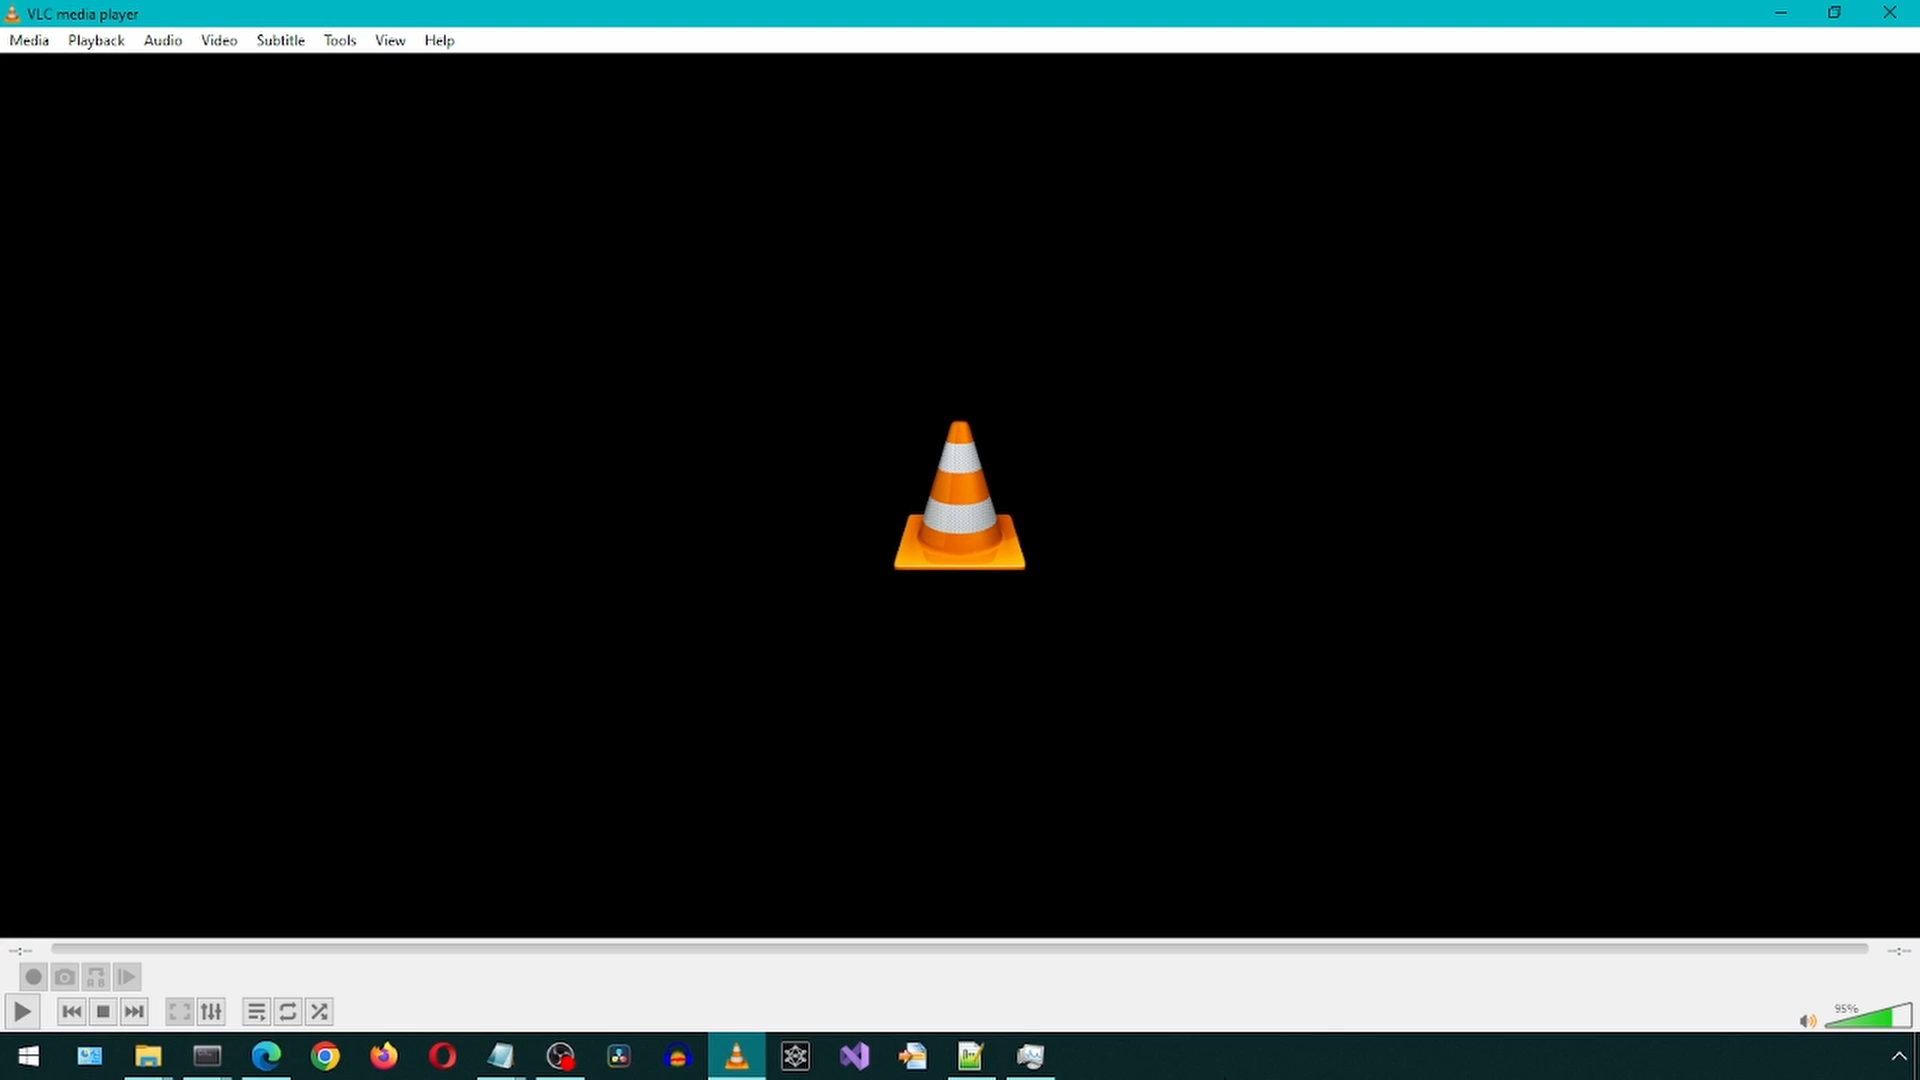 VLC media player
Media Playback Audio Video Subtitle Tools View Help
--:-- --:--
A B
95%